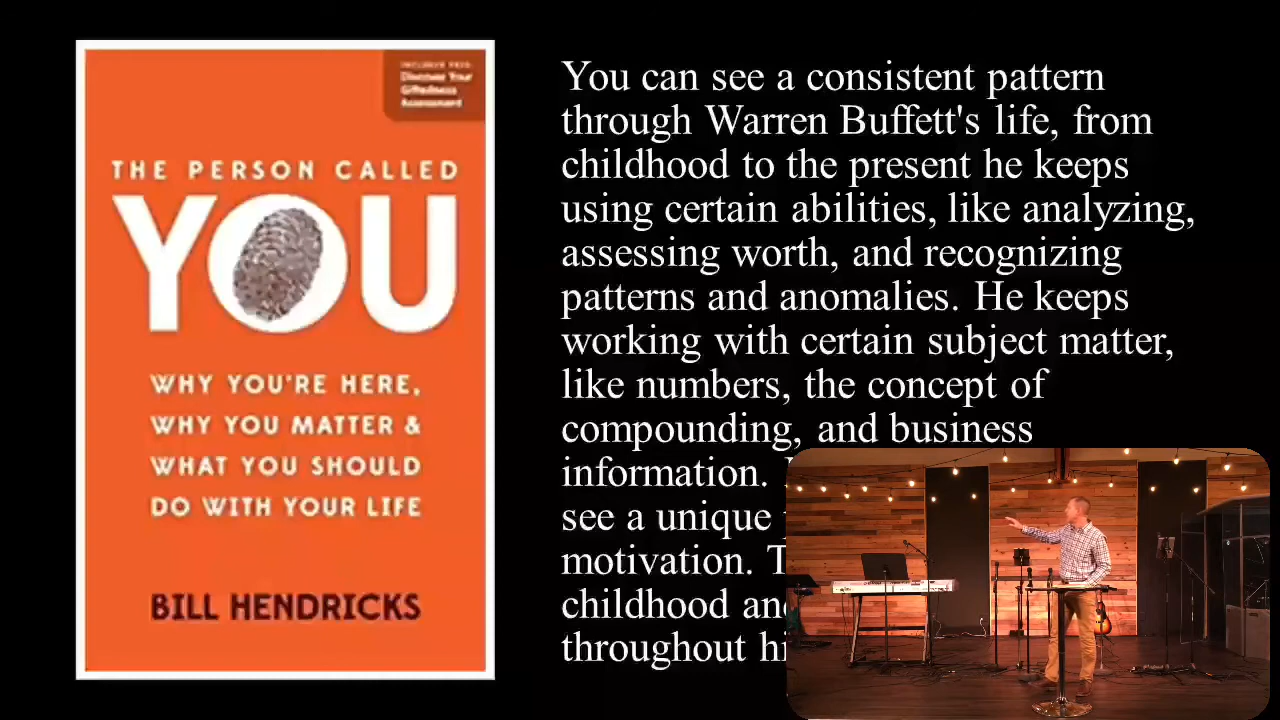 INCLUDES FREE
Discover Your
Giftedness
Assessment
THE PERSON CALLED
YOU
WHY YOU'RE HERE,
WHY YOU MATTER &
WHAT YOU SHOULD
DO WITH YOUR LIFE
BILL HENDRICKS
You can see a consistent pattern
through Warren Buffett's life, from
childhood to the present he keeps
using certain abilities, like analyzing,
assessing worth, and recognizing
patterns and anomalies. He keeps
working with certain subject matter,
like numbers, the concept of
compounding, and business
information.
see a unique
motivation.
childhood
throughout